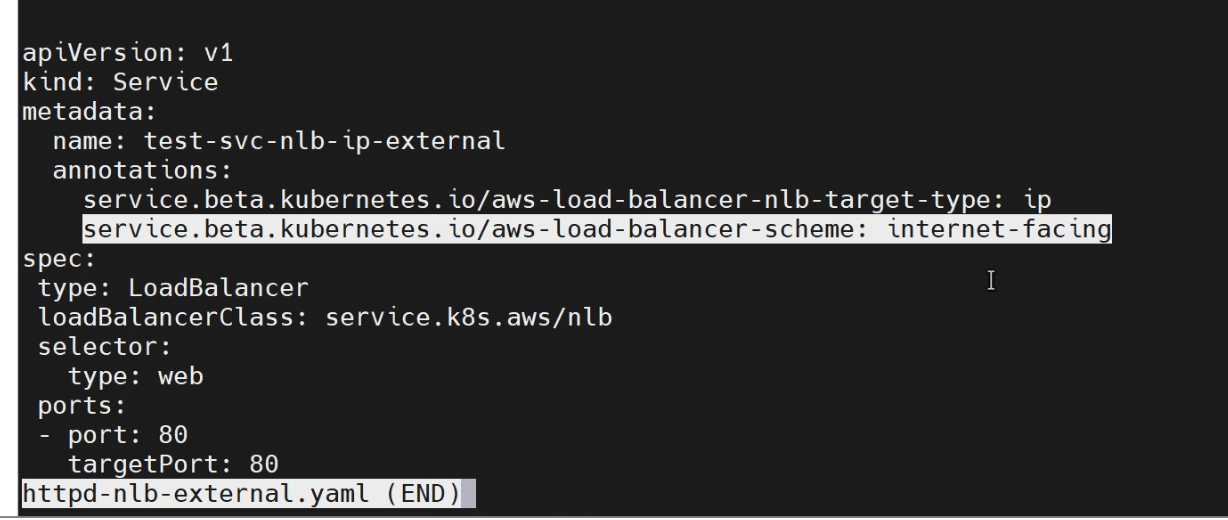 apiVersion: v1
kind: Service
metadata:
  name: test-svc-nlb-ip-external
  annotations:
    service.beta.kubernetes.io/aws-load-balancer-nlb-target-type: ip
    service.beta.kubernetes.io/aws-load-balancer-scheme: internet-facing
spec:
 type: LoadBalancer
 loadBalancerClass: service.k8s.aws/nlb
 selector:
   type: web
 ports:
 - port: 80
   targetPort: 80
httpd-nlb-external.yaml (END)